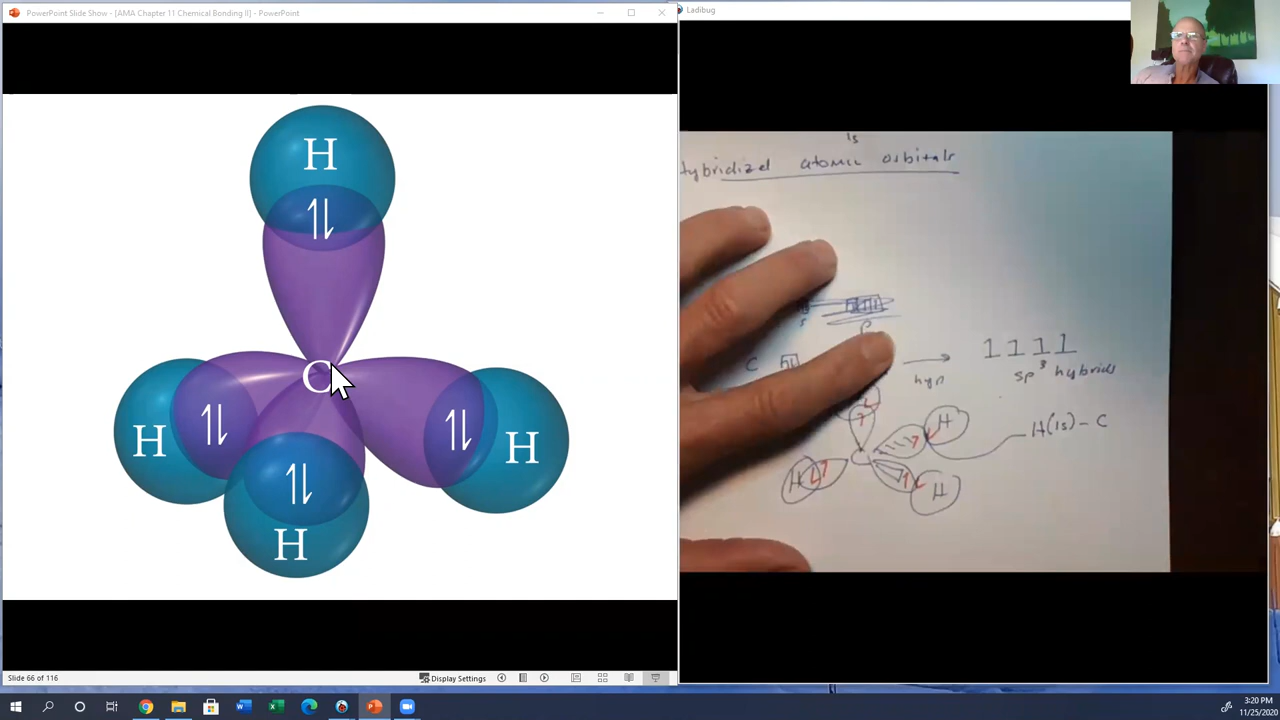 PowerPoint Slide Show - [AMA Chapter 11 Chemical Bonding II] - PowerPoint
Ladibug
H
⥮
C
H
⥮
⥮
H
⥮
H
1s
hybridized atomic orbitals
s
p
C
1 1 1 1
hyb
sp³ hybrids
H
H(1s) - C
H
H
Slide 66 of 116
Display Settings
3:20 PM
11/25/2020